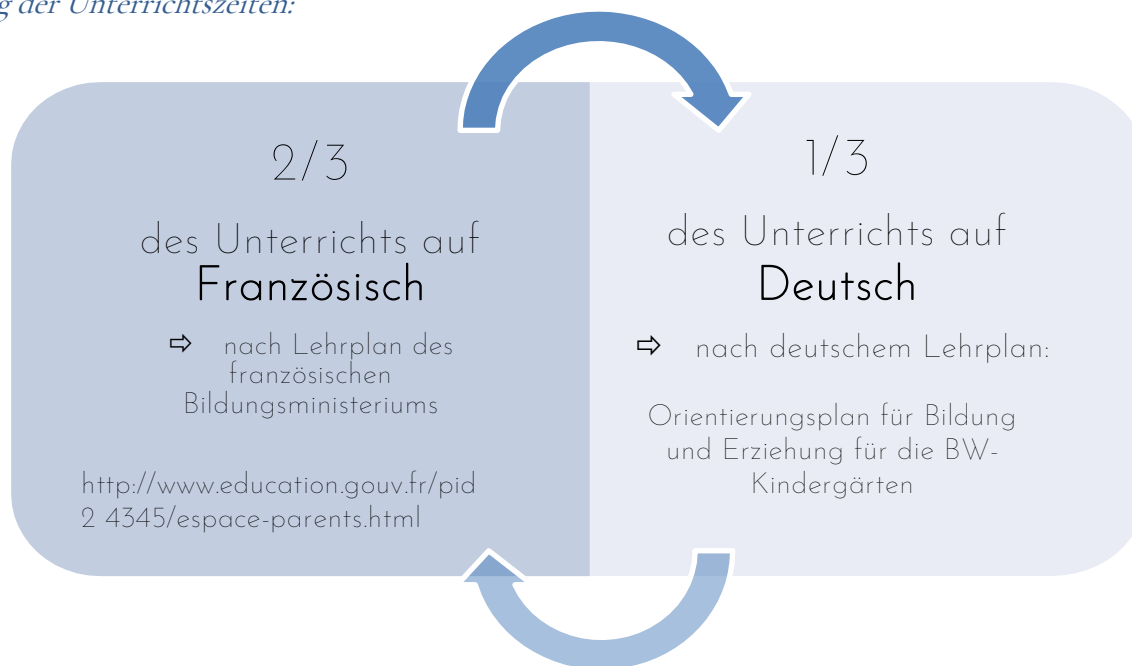 g der Unterrichtszeiten:
2/3
des Unterrichts auf
Französisch
⇨ nach Lehrplan des
französischen
Bildungsministeriums
http://www.education.gouv.fr/pid
2 4345/espace-parents.html
1/3
des Unterrichts auf
Deutsch
⇨ nach deutschem Lehrplan:
Orientierungsplan für Bildung
und Erziehung für die BW-
Kindergärten